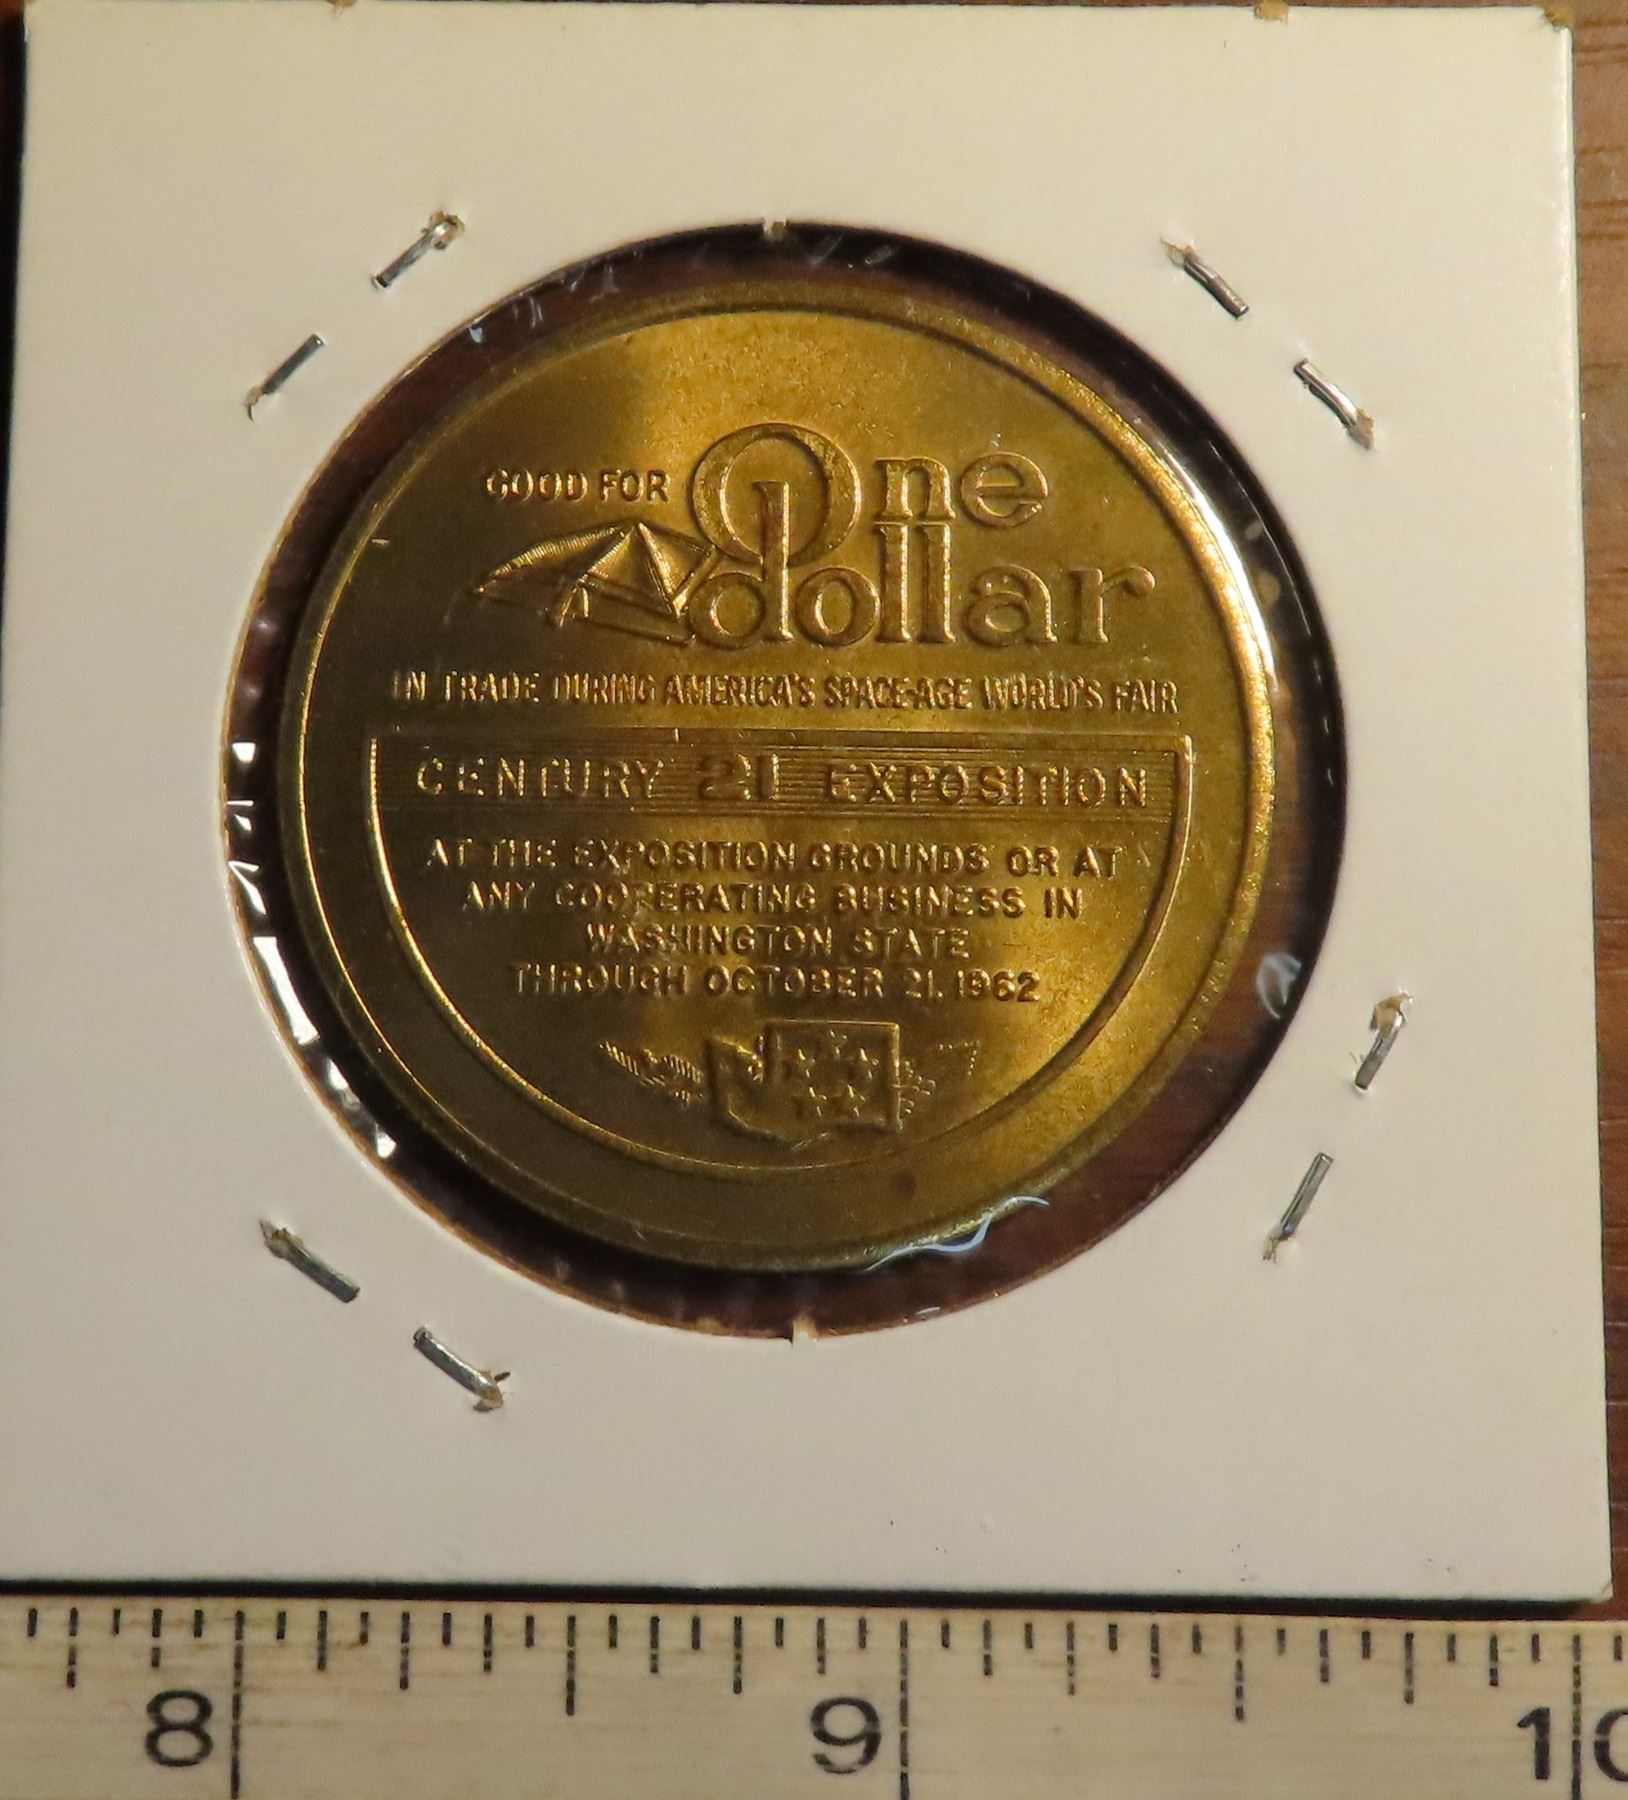 GOOD FOR One
dollar
IN TRADE DURING AMERICA'S SPACE-AGE WORLD'S FAIR
CENTURY 21 EXPOSITION
AT THE EXPOSITION GROUNDS OR AT
ANY COOPERATING BUSINESS IN
WASHINGTON STATE
THROUGH OCTOBER 21, 1962
8 9 10